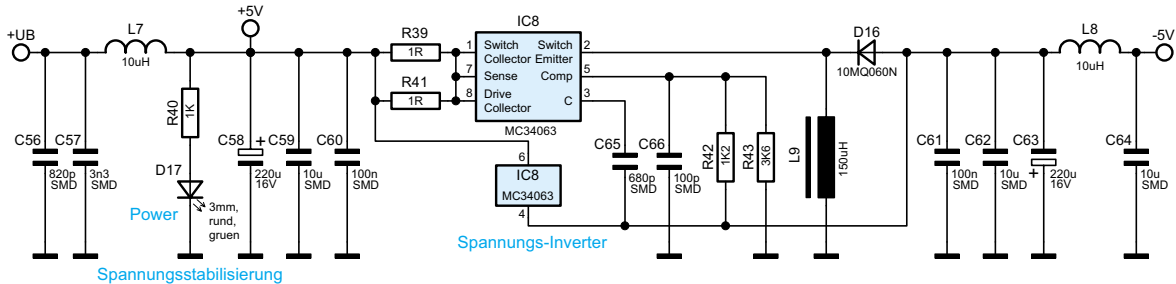 +UB
L7
10uH
+5V
R39
1R
R41
1R
IC8
1
Switch
Collector
7
Sense
8
Drive
Collector
Switch
Emitter
2
Comp
5
C
3
MC34063
D16
10MQ060N
L8
10uH
-5V
C56
820p
SMD
C57
3n3
SMD
R40
1K
D17
3mm,
rund,
gruen
Power
C58
+
220u
16V
C59
10u
SMD
C60
100n
SMD
6
IC8
MC34063
4
C65
680p
SMD
C66
100p
SMD
R42
1K2
R43
3K6
L9
150uH
C61
100n
SMD
C62
10u
SMD
C63
+
220u
16V
C64
10u
SMD
Spannungs-Inverter
Spannungsstabilisierung